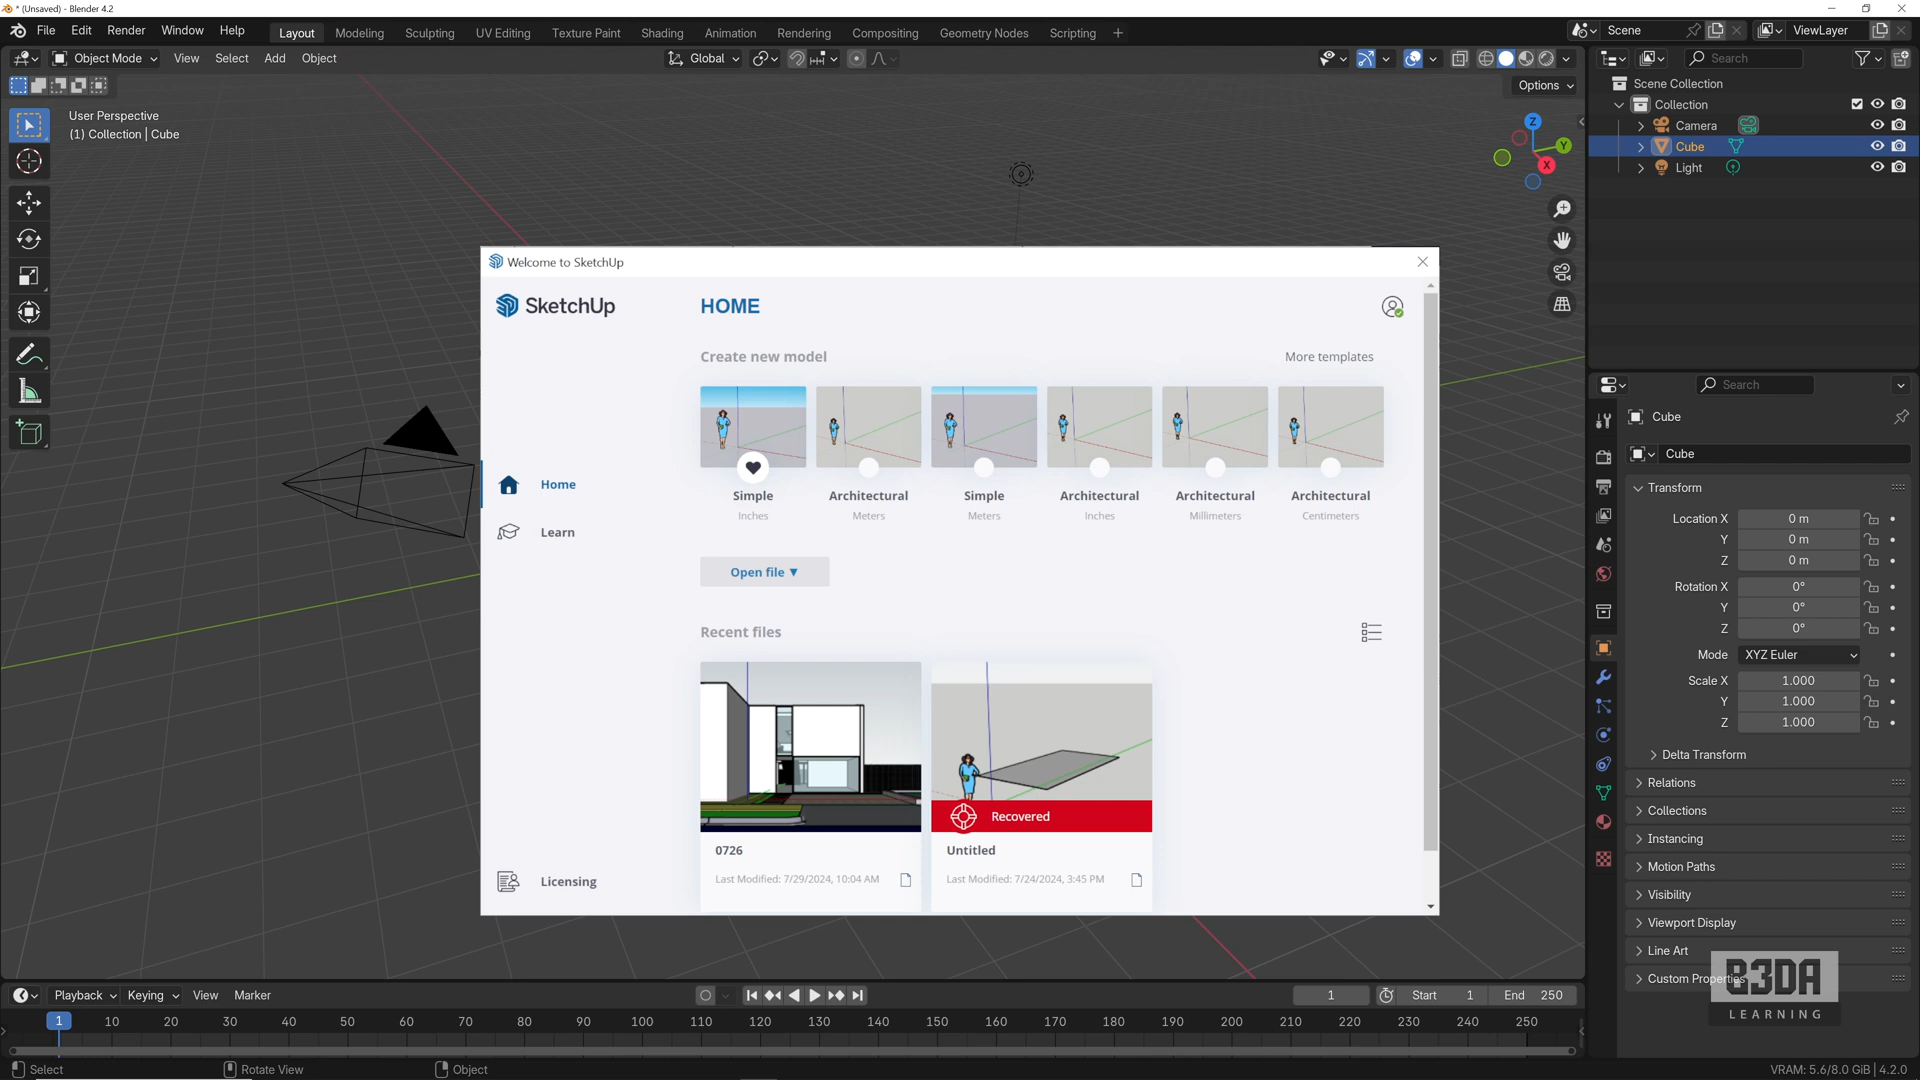 * (Unsaved) - Blender 4.2
File Edit Render Window Help
Layout Modeling Sculpting UV Editing Texture Paint Shading Animation Rendering Compositing Geometry Nodes Scripting +
Scene
ViewLayer
Object Mode View Select Add Object
Global
Search
Options
User Perspective
(1) Collection | Cube
Z
Y
X
Scene Collection
Collection
Camera
Cube
Light
Welcome to SketchUp
SketchUp
HOME
Create new model
More templates
Simple Architectural Simple Architectural Architectural Architectural
Inches Meters Meters Inches Millimeters Centimeters
Home
Learn
Open file
Recent files
Recovered
0726
Last Modified: 7/29/2024, 10:04 AM
Untitled
Last Modified: 7/24/2024, 3:45 PM
Licensing
Search
Cube
Cube
Transform
Location X 0 m
Y 0 m
Z 0 m
Rotation X 0°
Y 0°
Z 0°
Mode XYZ Euler
Scale X 1.000
Y 1.000
Z 1.000
Delta Transform
Relations
Collections
Instancing
Motion Paths
Visibility
Viewport Display
Line Art
Custom Properties
B3DA
LEARNING
Playback Keying View Marker
1
Start 1
End 250
1 10 20 30 40 50 60 70 80 90 100 110 120 130 140 150 160 170 180 190 200 210 220 230 240 250
Select
Rotate View
Object
VRAM: 5.6/8.0 GiB | 4.2.0